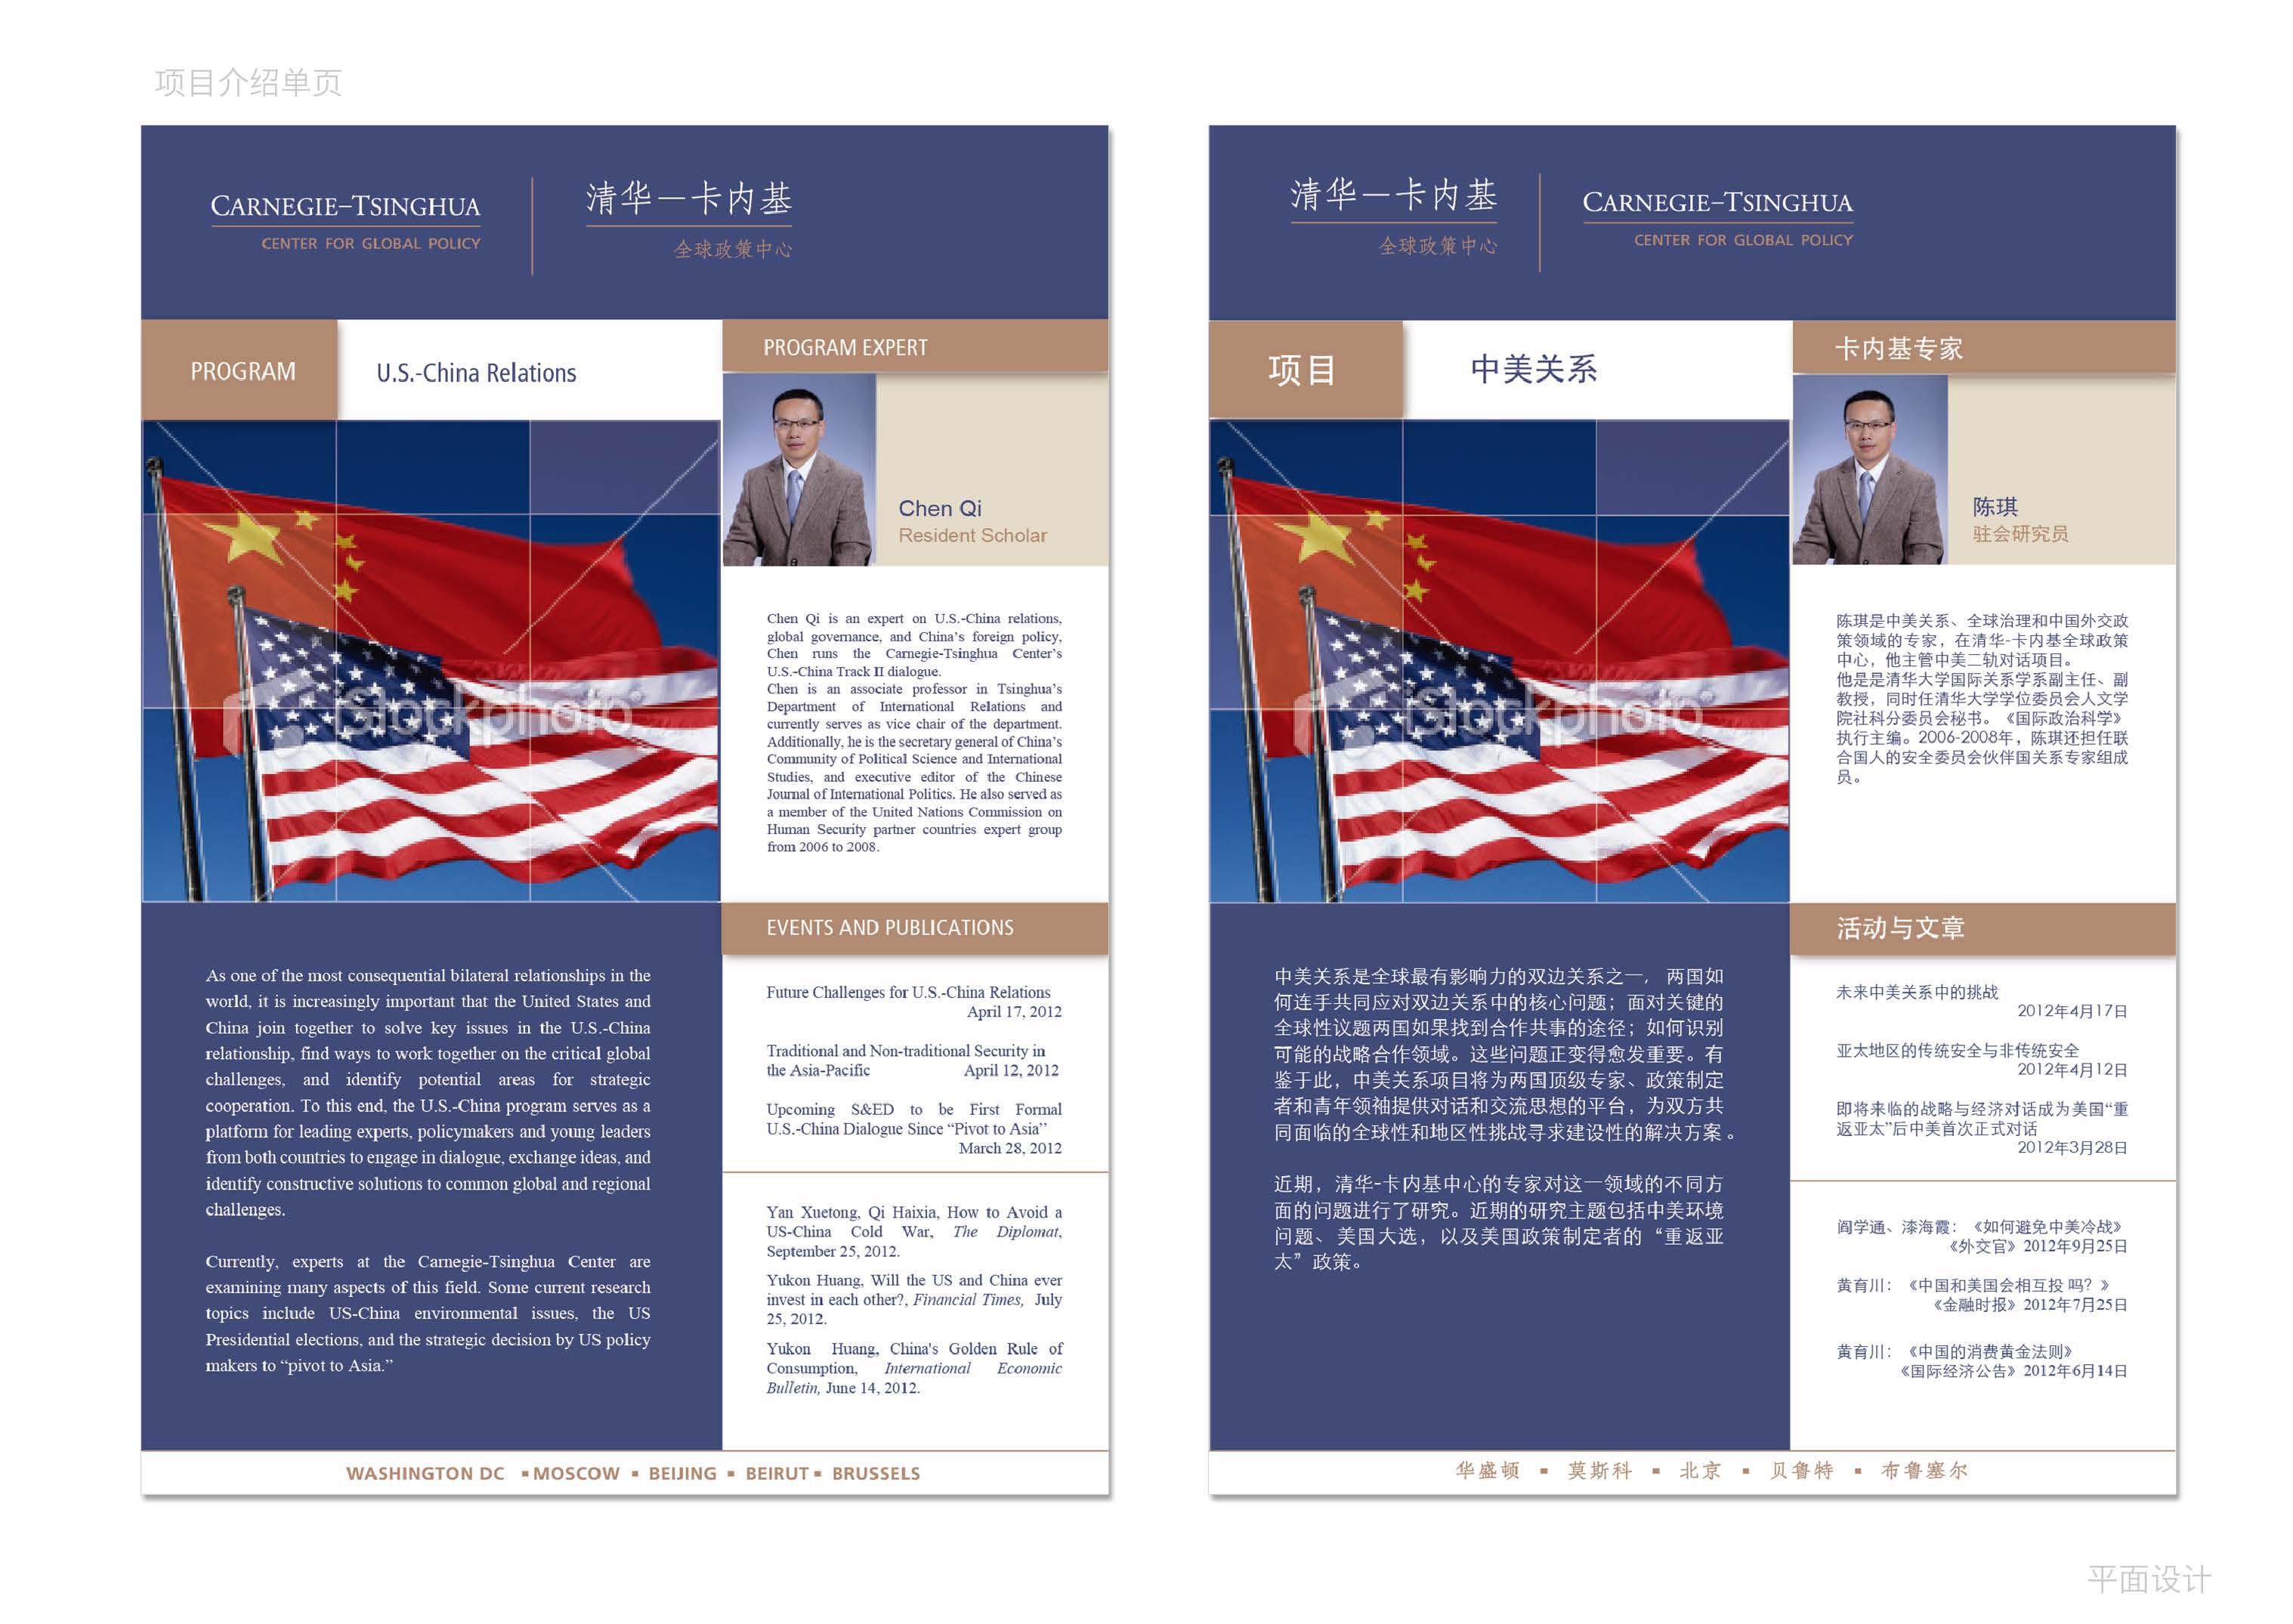 项目介绍单页
CARNEGIE–TSINGHUA
CENTER FOR GLOBAL POLICY
清华—卡内基
全球政策中心
PROGRAM
U.S.-China Relations
PROGRAM EXPERT
Chen Qi
Resident Scholar
iStockphoto
Chen Qi is an expert on U.S.-China relations,
global governance, and China's foreign policy,
Chen runs the Carnegie-Tsinghua Center's
U.S.-China Track II dialogue.
Chen is an associate professor in Tsinghua's
Department of International Relations and
currently serves as vice chair of the department.
Additionally, he is the secretary general of China's
Community of Political Science and International
Studies, and executive editor of the Chinese
Journal of International Politics. He also served as
a member of the United Nations Commission on
Human Security partner countries expert group
from 2006 to 2008.
As one of the most consequential bilateral relationships in the
world, it is increasingly important that the United States and
China join together to solve key issues in the U.S.-China
relationship, find ways to work together on the critical global
challenges, and identify potential areas for strategic
cooperation. To this end, the U.S.-China program serves as a
platform for leading experts, policymakers and young leaders
from both countries to engage in dialogue, exchange ideas, and
identify constructive solutions to common global and regional
challenges.
Currently, experts at the Carnegie-Tsinghua Center are
examining many aspects of this field. Some current research
topics include US-China environmental issues, the US
Presidential elections, and the strategic decision by US policy
makers to “pivot to Asia.”
EVENTS AND PUBLICATIONS
Future Challenges for U.S.-China Relations
April 17, 2012
Traditional and Non-traditional Security in
the Asia-Pacific April 12, 2012
Upcoming S&ED to be First Formal
U.S.-China Dialogue Since “Pivot to Asia”
March 28, 2012
Yan Xuetong, Qi Haixia, How to Avoid a
US-China Cold War, The Diplomat,
September 25, 2012.
Yukon Huang, Will the US and China ever
invest in each other?, Financial Times, July
25, 2012.
Yukon Huang, China's Golden Rule of
Consumption, International Economic
Bulletin, June 14, 2012.
WASHINGTON DC ▪ MOSCOW ▪ BEIJING ▪ BEIRUT ▪ BRUSSELS
清华—卡内基
全球政策中心
CARNEGIE–TSINGHUA
CENTER FOR GLOBAL POLICY
项目
中美关系
卡内基专家
陈琪
驻会研究员
iStockphoto
陈琪是中美关系、全球治理和中国外交政
策领域的专家，在清华-卡内基全球政策
中心，他主管中美二轨对话项目。
他是是清华大学国际关系学系副主任、副
教授，同时任清华大学学位委员会人文学
院社科分委员会秘书。《国际政治科学》
执行主编。2006-2008年，陈琪还担任联
合国人的安全委员会伙伴国关系专家组成
员。
中美关系是全球最有影响力的双边关系之一， 两国如
何连手共同应对双边关系中的核心问题；面对关键的
全球性议题两国如果找到合作共事的途径；如何识别
可能的战略合作领域。这些问题正变得愈发重要。有
鉴于此，中美关系项目将为两国顶级专家、政策制定
者和青年领袖提供对话和交流思想的平台，为双方共
同面临的全球性和地区性挑战寻求建设性的解决方案。
近期，清华-卡内基中心的专家对这一领域的不同方
面的问题进行了研究。近期的研究主题包括中美环境
问题、美国大选，以及美国政策制定者的“重返亚
太”政策。
活动与文章
未来中美关系中的挑战
2012年4月17日
亚太地区的传统安全与非传统安全
2012年4月12日
即将来临的战略与经济对话成为美国“重
返亚太”后中美首次正式对话
2012年3月28日
阎学通、漆海霞：《如何避免中美冷战》
《外交官》2012年9月25日
黄育川：《中国和美国会相互投 吗？》
《金融时报》2012年7月25日
黄育川：《中国的消费黄金法则》
《国际经济公告》2012年6月14日
华盛顿 ▪ 莫斯科 ▪ 北京 ▪ 贝鲁特 ▪ 布鲁塞尔
平面设计